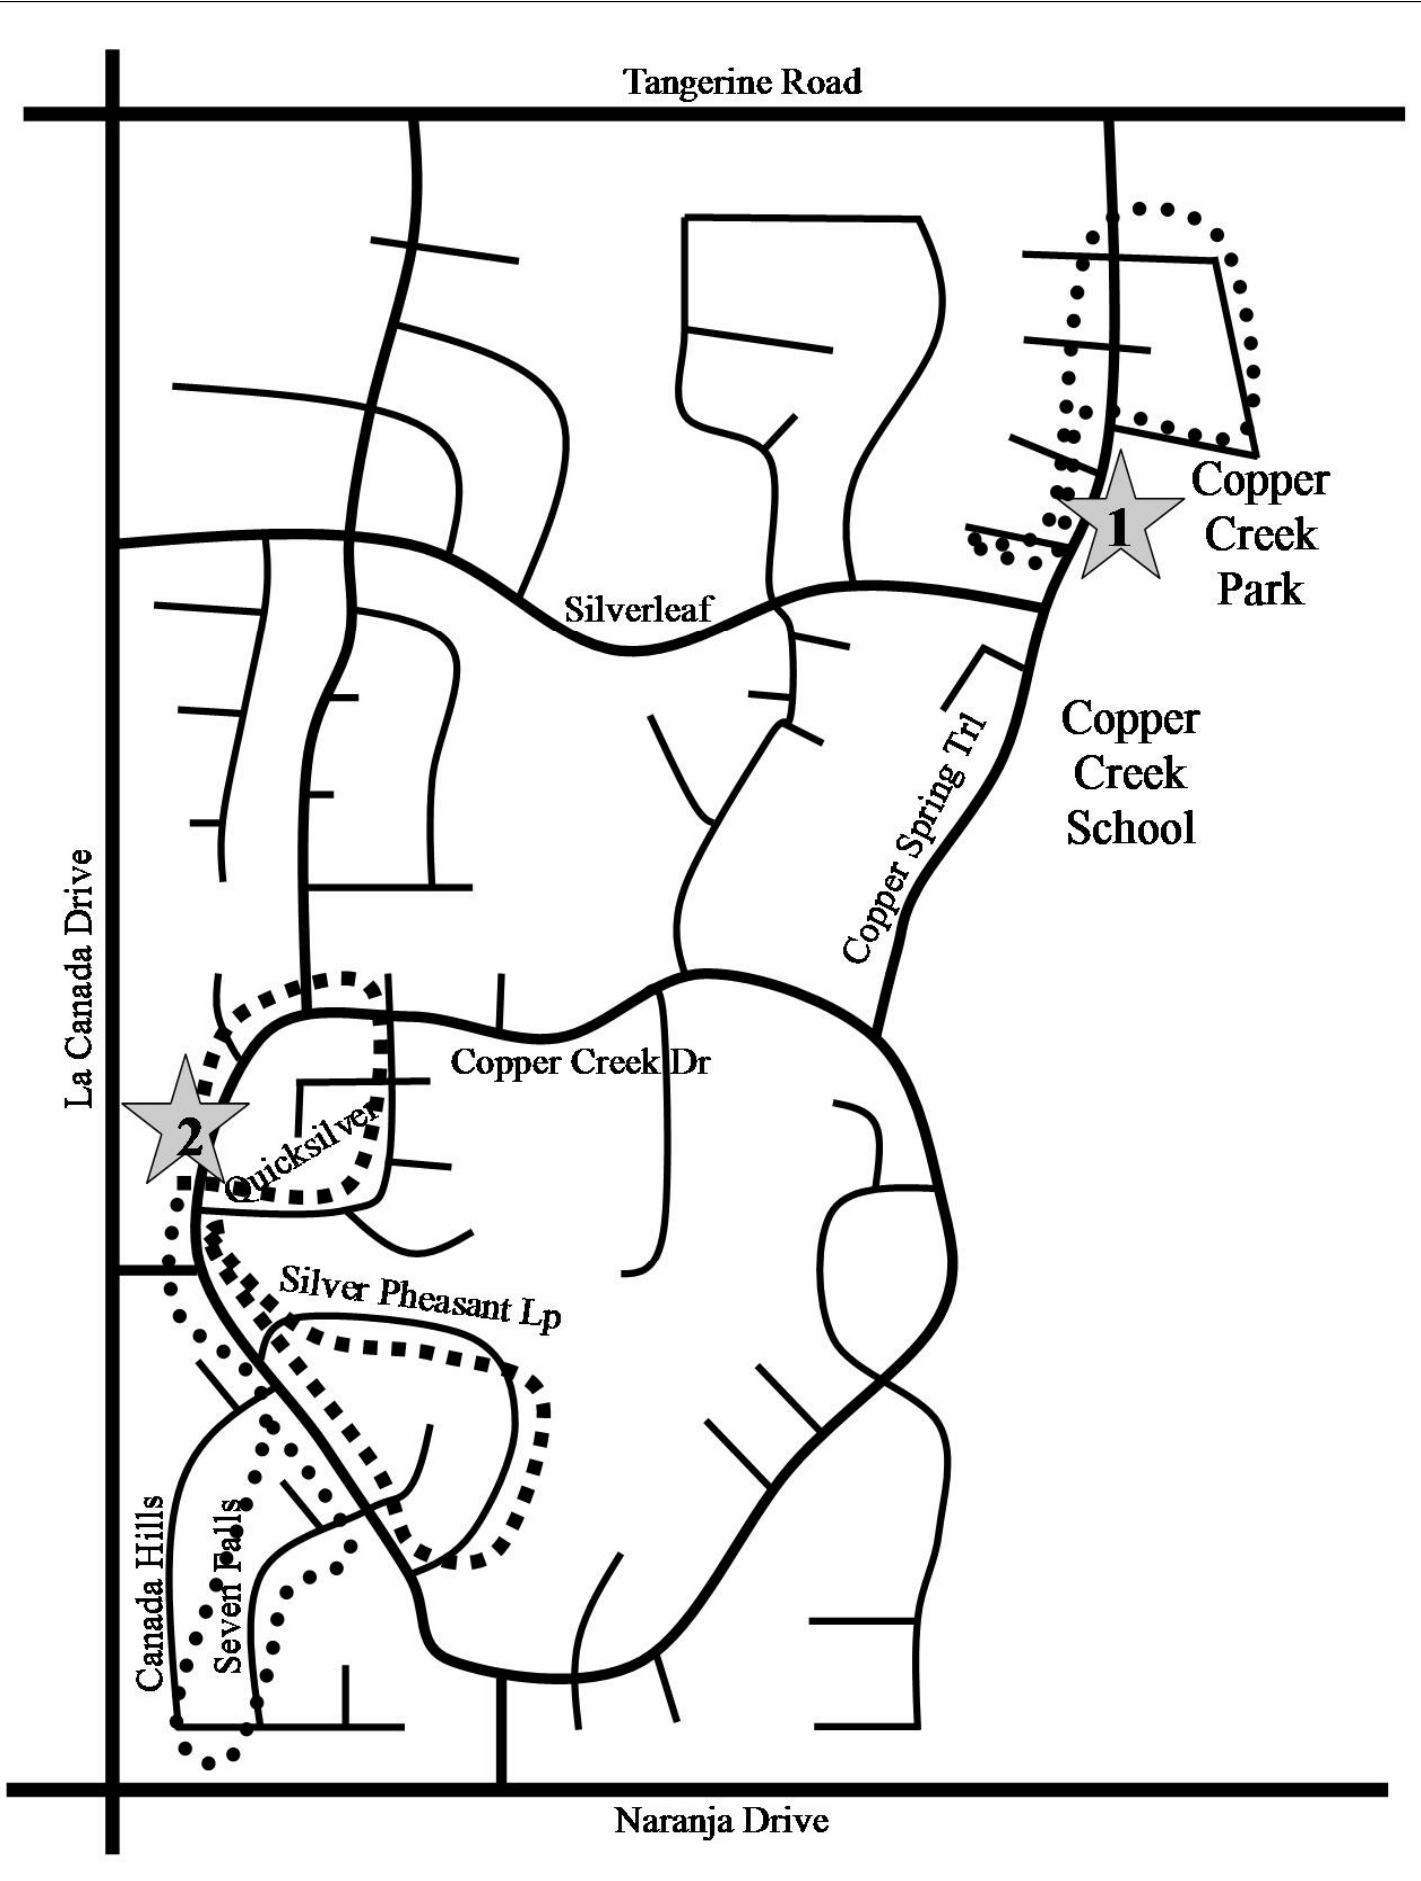 Tangerine Road
Copper
Creek
Park
1
Silverleaf
Copper
Creek
School
Copper Spring Trl
La Canada Drive
Copper Creek Dr
2
Quicksilver
Silver Pheasant Lp
Canada Hills
Seven Falls
Naranja Drive